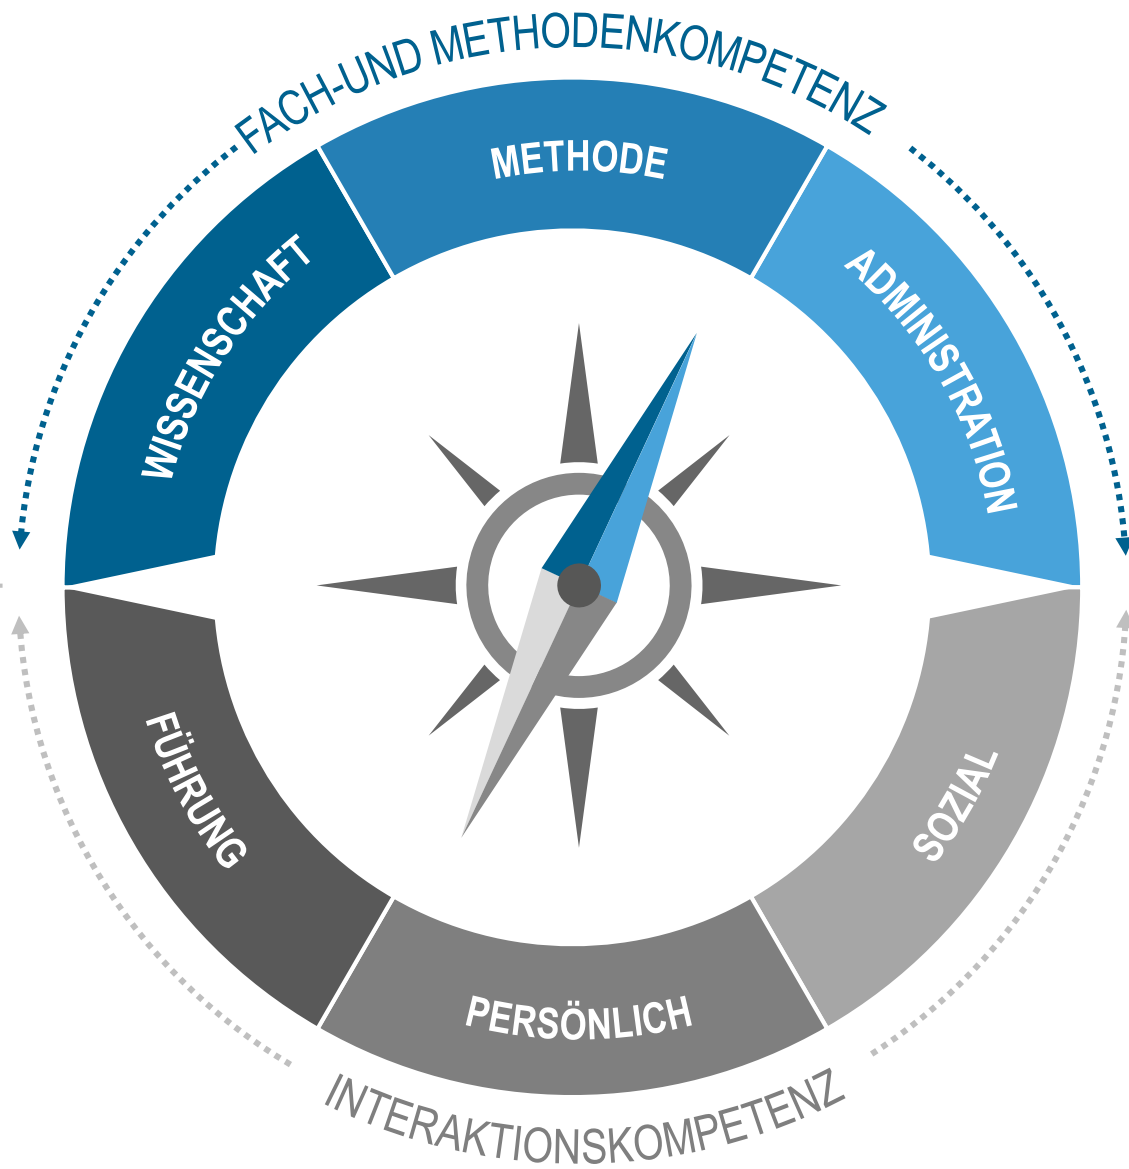 FACH-UND METHODENKOMPETENZ
METHODE
WISSENSCHAFT
ADMINISTRATION
FÜHRUNG
SOZIAL
PERSÖNLICH
INTERAKTIONSKOMPETENZ